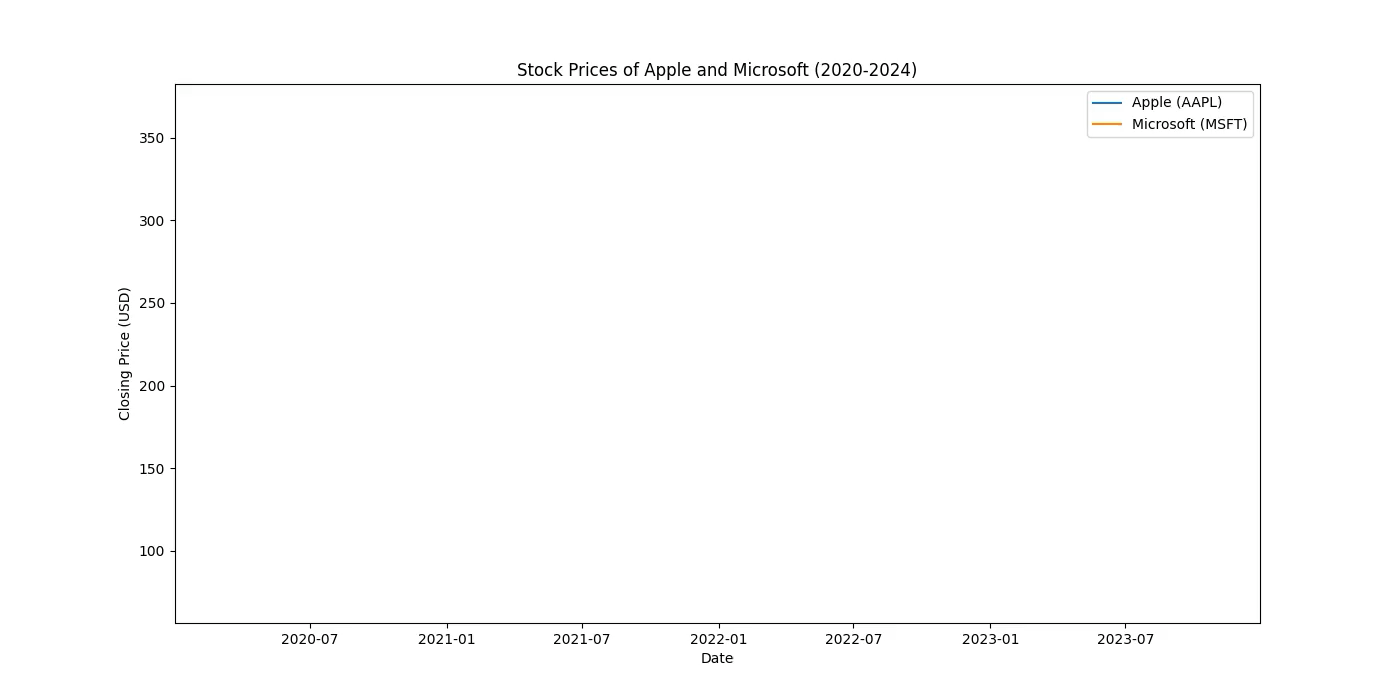 Stock Prices of Apple and Microsoft (2020-2024)
Apple (AAPL)
Microsoft (MSFT)
350
300
250
200
150
100
Closing Price (USD)
2020-07 2021-01 2021-07 2022-01 2022-07 2023-01 2023-07
Date